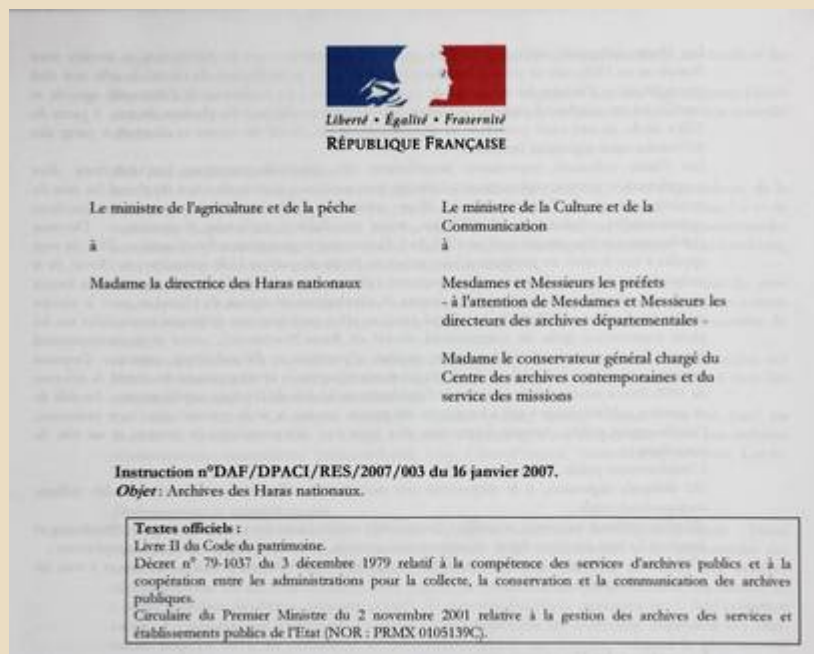 Liberté • Égalité • Fraternité
RÉPUBLIQUE FRANÇAISE
Le ministre de l'agriculture et de la pêche
à
Madame la directrice des Haras nationaux
Le ministre de la Culture et de la
Communication
à
Mesdames et Messieurs les préfets
- à l'attention de Mesdames et Messieurs les
directeurs des archives départementales -
Madame le conservateur général chargé du
Centre des archives contemporaines et du
service des missions
Instruction n°DAF/DPACI/RES/2007/003 du 16 janvier 2007.
Objet : Archives des Haras nationaux.
Textes officiels :
Livre II du Code du patrimoine.
Décret n° 79-1037 du 3 décembre 1979 relatif à la compétence des services d'archives publics et à la
coopération entre les administrations pour la collecte, la conservation et la communication des archives
publiques.
Circulaire du Premier Ministre du 2 novembre 2001 relative à la gestion des archives des services et
établissements publics de l'Etat (NOR : PRMX 0105139C).